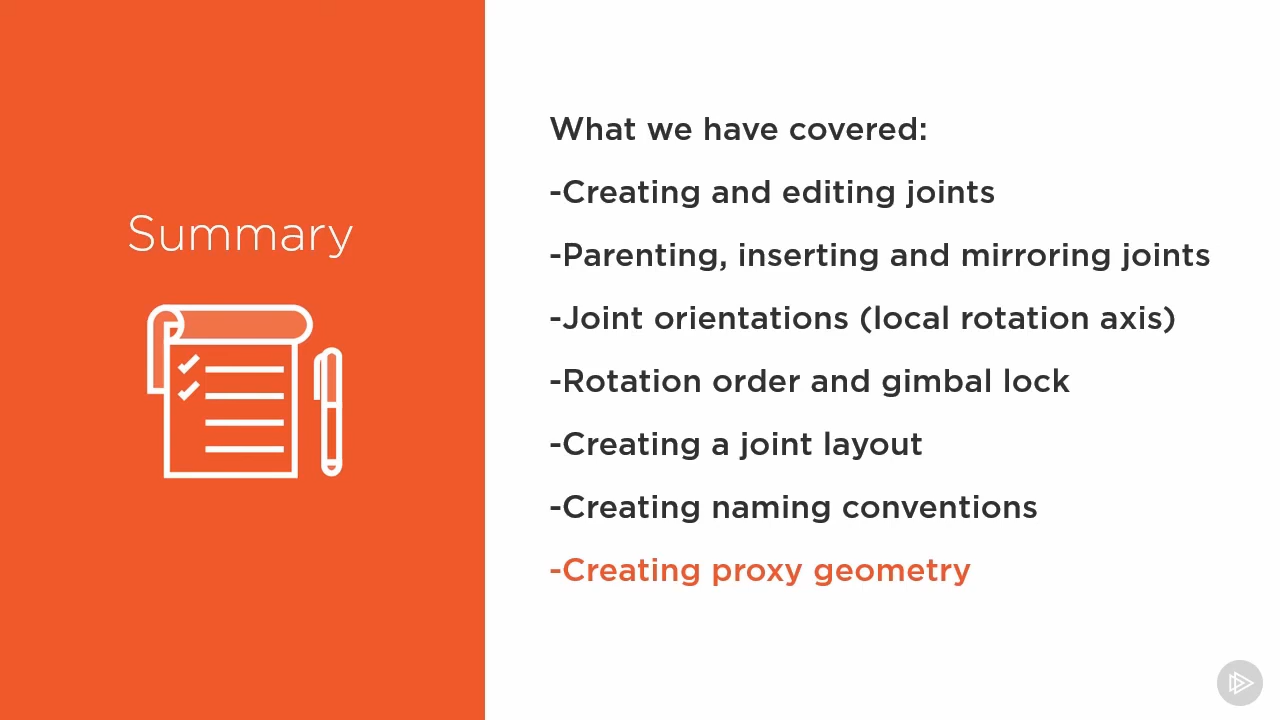 Summary
What we have covered:
-Creating and editing joints
-Parenting, inserting and mirroring joints
-Joint orientations (local rotation axis)
-Rotation order and gimbal lock
-Creating a joint layout
-Creating naming conventions
-Creating proxy geometry